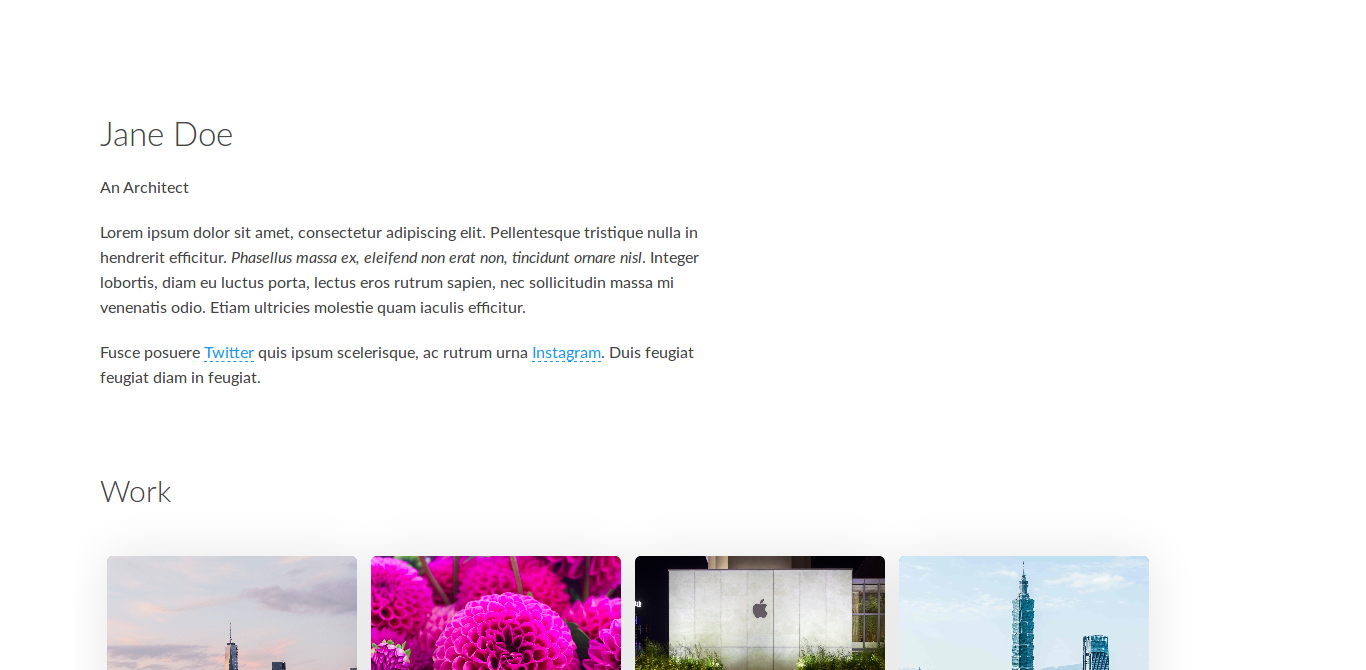 Jane Doe
An Architect
Lorem ipsum dolor sit amet, consectetur adipiscing elit. Pellentesque tristique nulla in
hendrerit efficitur. Phasellus massa ex, eleifend non erat non, tincidunt ornare nisl. Integer
lobortis, diam eu luctus porta, lectus eros rutrum sapien, nec sollicitudin massa mi
venenatis odio. Etiam ultricies molestie quam iaculis efficitur.
Fusce posuere Twitter quis ipsum scelerisque, ac rutrum urna Instagram. Duis feugiat
feugiat diam in feugiat.
Work